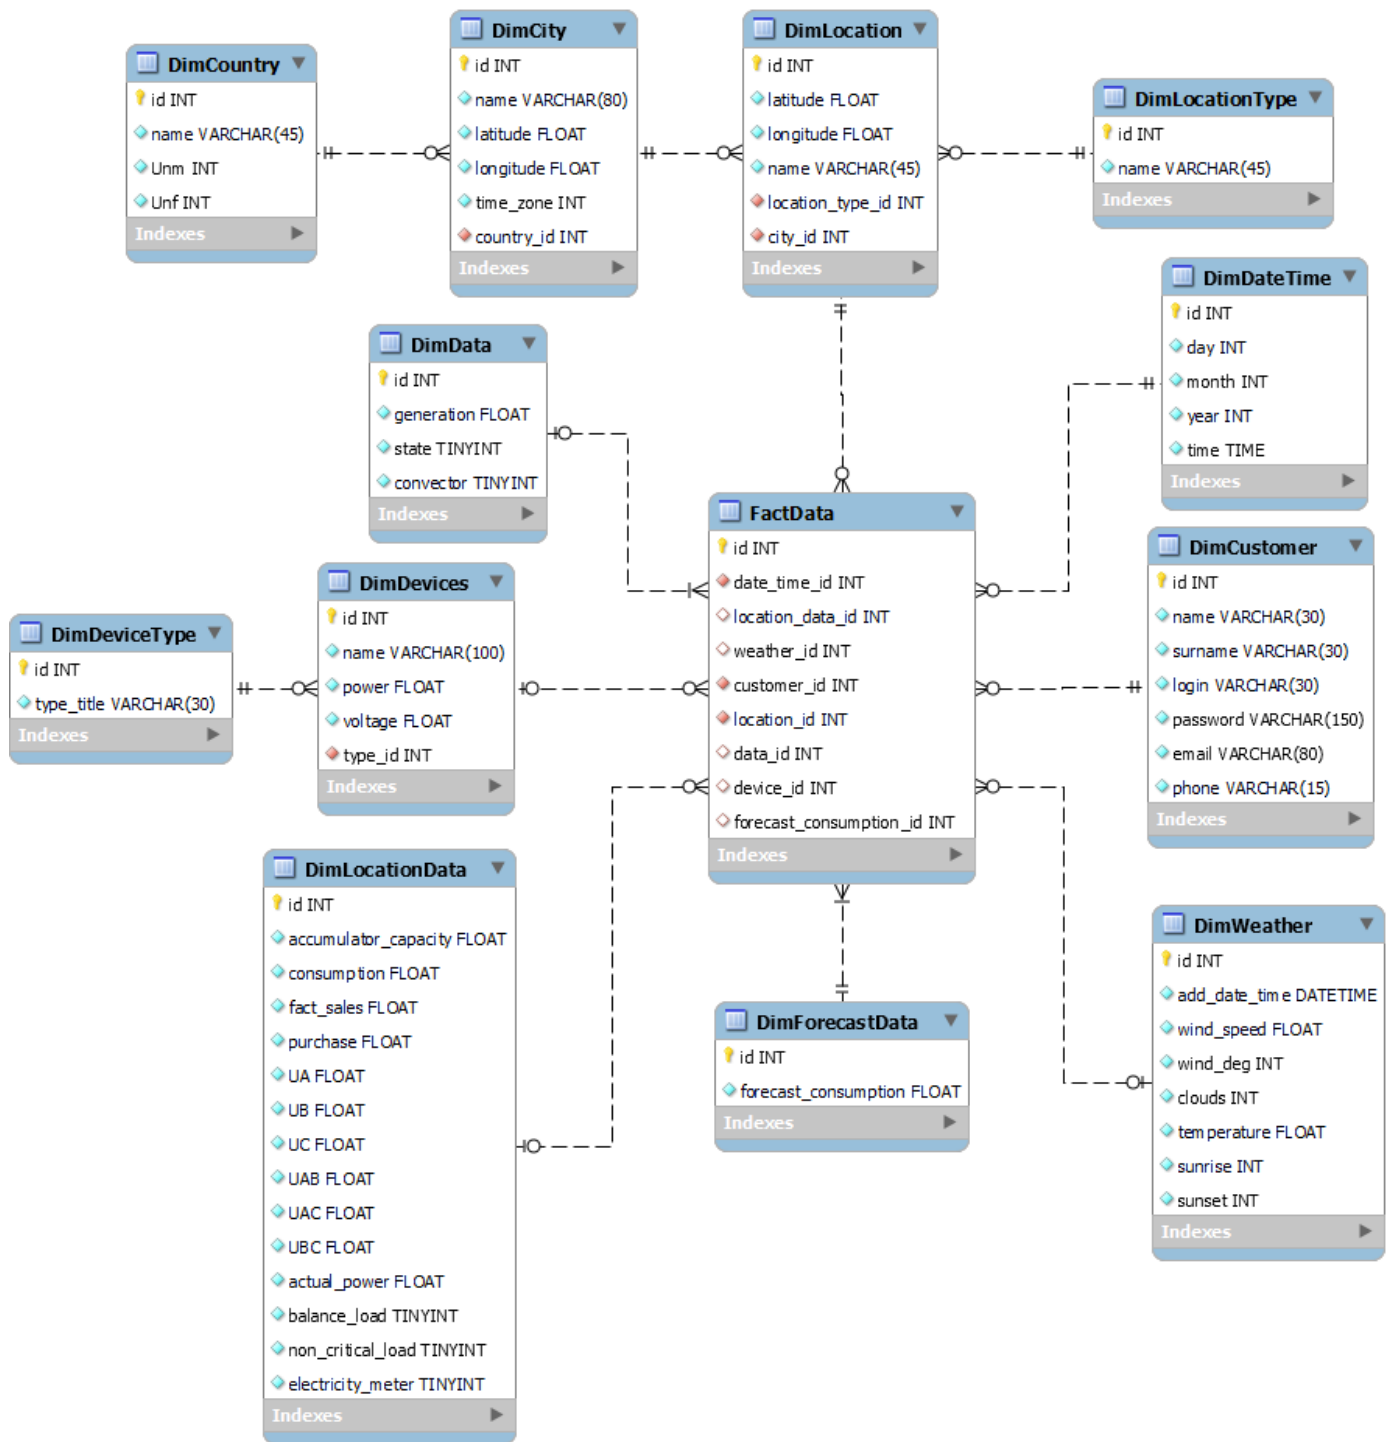 DimCountry
id INT
name VARCHAR(45)
Unm INT
Unf INT
Indexes
DimCity
id INT
name VARCHAR(80)
latitude FLOAT
longitude FLOAT
time_zone INT
country_id INT
Indexes
DimLocation
id INT
latitude FLOAT
longitude FLOAT
name VARCHAR(45)
location_type_id INT
city_id INT
Indexes
DimLocationType
id INT
name VARCHAR(45)
Indexes
DimDateTime
id INT
day INT
month INT
year INT
time TIME
Indexes
DimData
id INT
generation FLOAT
state TINYINT
convector TINYINT
Indexes
FactData
id INT
date_time_id INT
location_data_id INT
weather_id INT
customer_id INT
location_id INT
data_id INT
device_id INT
forecast_consumption_id INT
Indexes
DimCustomer
id INT
name VARCHAR(30)
surname VARCHAR(30)
login VARCHAR(30)
password VARCHAR(150)
email VARCHAR(80)
phone VARCHAR(15)
Indexes
DimDevices
id INT
name VARCHAR(100)
power FLOAT
voltage FLOAT
type_id INT
Indexes
DimDeviceType
id INT
type_title VARCHAR(30)
Indexes
DimLocationData
id INT
accumulator_capacity FLOAT
consumption FLOAT
fact_sales FLOAT
purchase FLOAT
UA FLOAT
UB FLOAT
UC FLOAT
UAB FLOAT
UAC FLOAT
UBC FLOAT
actual_power FLOAT
balance_load TINYINT
non_critical_load TINYINT
electricity_meter TINYINT
Indexes
DimForecastData
id INT
forecast_consumption FLOAT
Indexes
DimWeather
id INT
add_date_time DATETIME
wind_speed FLOAT
wind_deg INT
clouds INT
temperature FLOAT
sunrise INT
sunset INT
Indexes